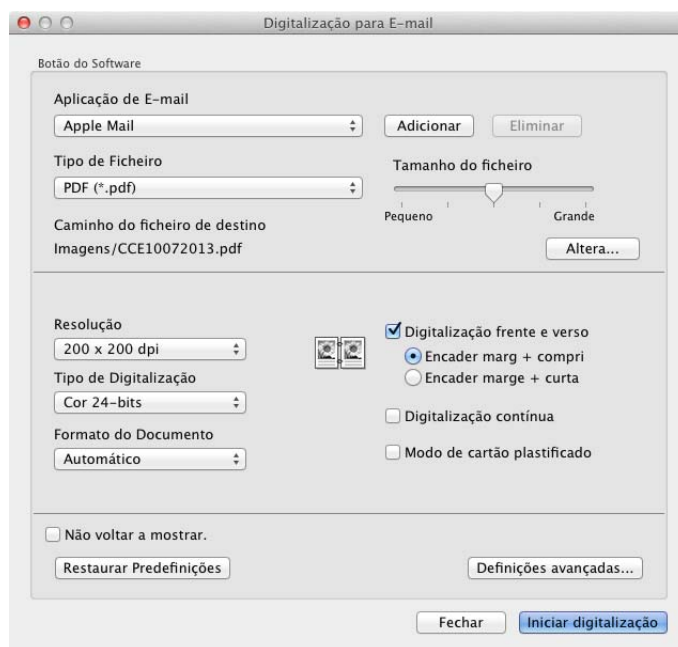 Digitalização para E-mail
Botão do Software
Aplicação de E-mail
Apple Mail
Adicionar
Eliminar
Tipo de Ficheiro
PDF (*.pdf)
Tamanho do ficheiro
Pequeno
Grande
Caminho do ficheiro de destino
Imagens/CCE10072013.pdf
Altera...
Resolução
200 x 200 dpi
Tipo de Digitalização
Cor 24-bits
Formato do Documento
Automático
Digitalização frente e verso
Encader marg + compri
Encader marge + curta
Digitalização contínua
Modo de cartão plastificado
Não voltar a mostrar.
Restaurar Predefinições
Definições avançadas...
Fechar
Iniciar digitalização